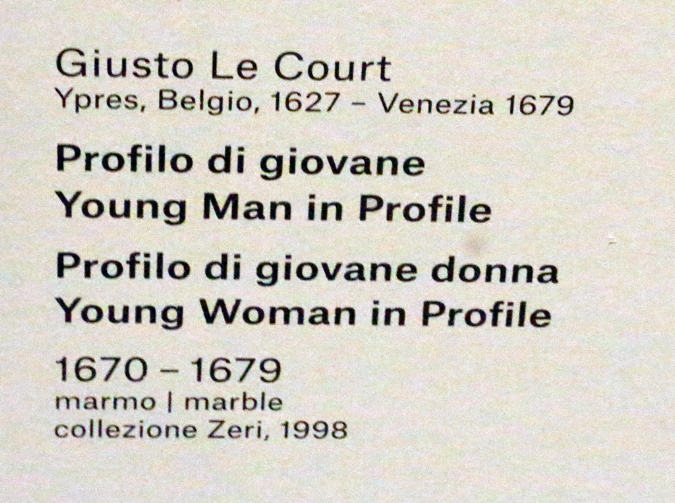 Giusto Le Court
Ypres, Belgio, 1627 – Venezia 1679
Profilo di giovane
Young Man in Profile
Profilo di giovane donna
Young Woman in Profile
1670 – 1679
marmo | marble
collezione Zeri, 1998